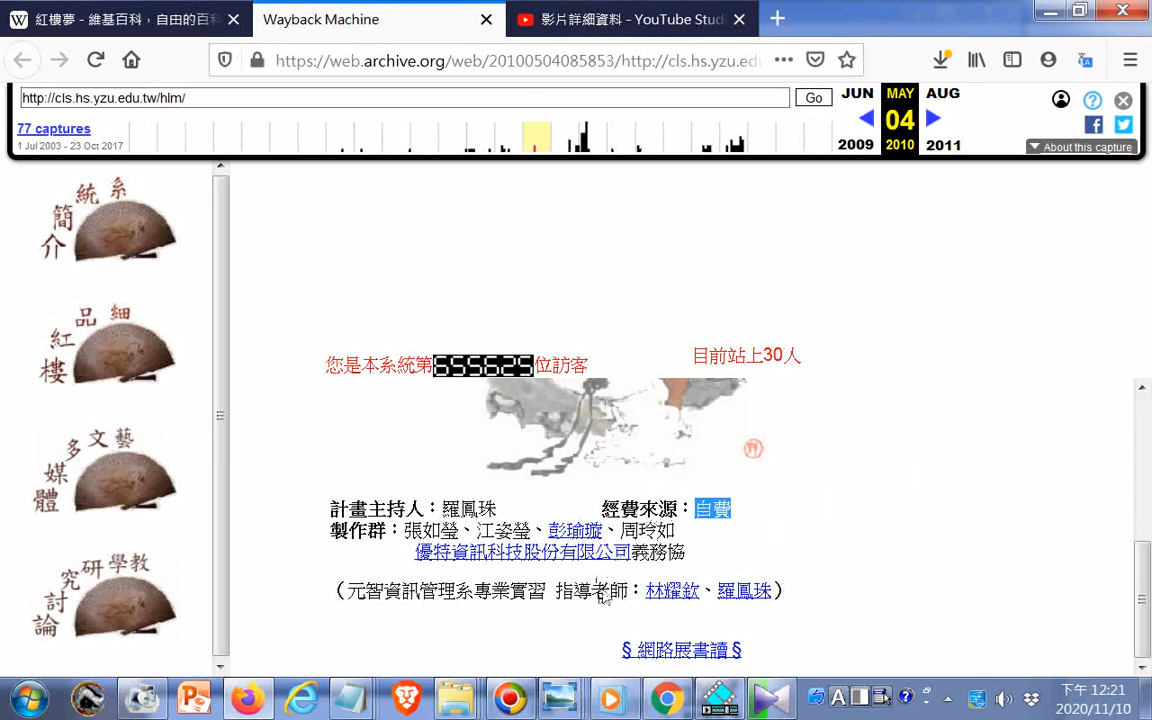 紅樓夢 - 維基百科，自由的百科
Wayback Machine
影片詳細資料 - YouTube Stud
https://web.archive.org/web/20100504085853/http://cls.hs.yzu.edu
http://cls.hs.yzu.edu.tw/hlm/
Go
JUN MAY AUG
77 captures
04
1 Jul 2003 - 23 Oct 2017
2009 2010 2011
About this capture
系統簡介
細品紅樓
藝文多媒體
教學研究討論
您是本系統第655625位訪客
目前站上30人
計畫主持人：羅鳳珠 經費來源：自費
製作群：張如瑩、江姿瑩、彭瑜璇、周玲如
優特資訊科技股份有限公司義務協
（元智資訊管理系專業實習 指導老師：林耀欽、羅鳳珠）
§ 網路展書讀 §
下午 12:21
2020/11/10